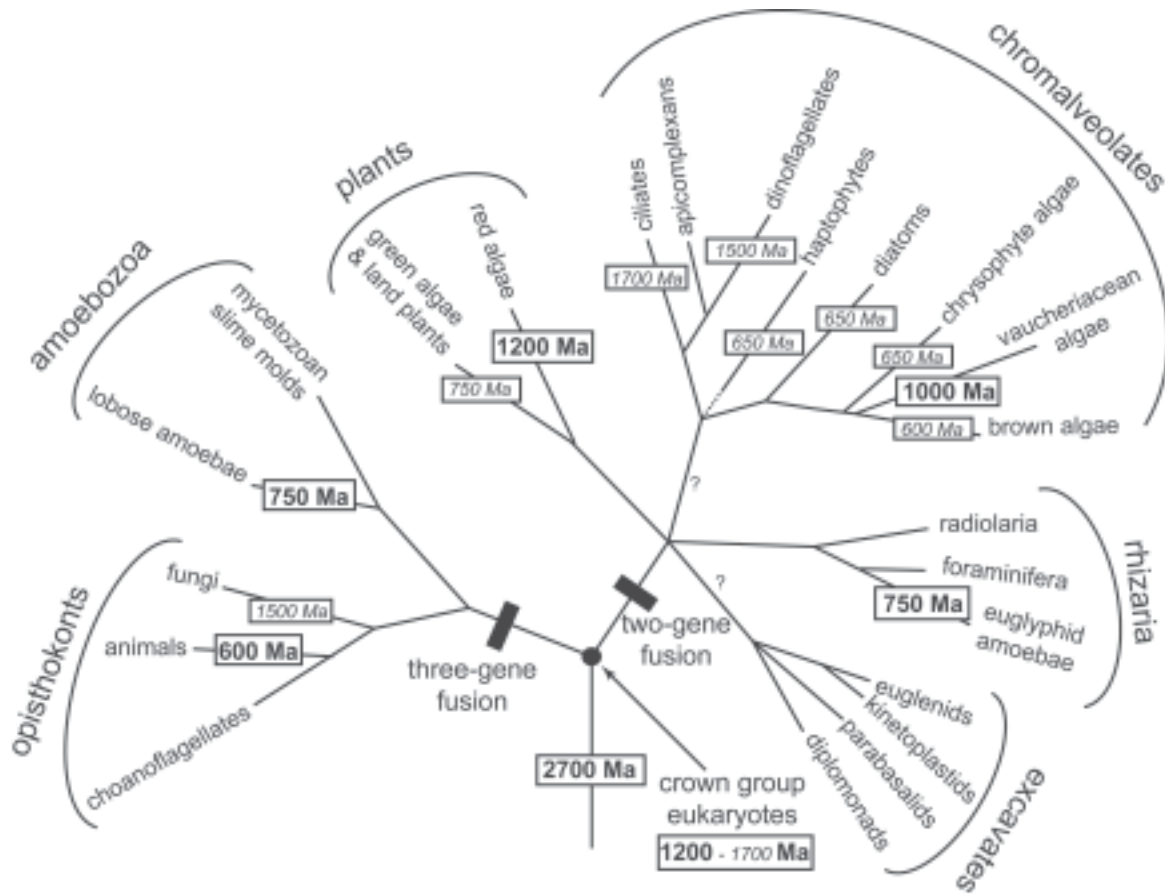 chromalveolates
ciliates
apicomplexans
dinoflagellates
haptophytes
diatoms
chrysophyte algae
vaucheriacean
algae
brown algae
1700 Ma
1500 Ma
650 Ma
650 Ma
650 Ma
1000 Ma
600 Ma
?
plants
red algae
green algae
& land plants
1200 Ma
750 Ma
amoebozoa
mycetozoan
slime molds
lobose amoebae
750 Ma
opisthokonts
fungi
1500 Ma
animals
600 Ma
choanoflagellates
three-gene
fusion
two-gene
fusion
?
rhizaria
radiolaria
foraminifera
750 Ma
euglyphid
amoebae
excavates
euglenids
kinetoplastids
parabasalids
diplomonads
2700 Ma
crown group
eukaryotes
1200 - 1700 Ma